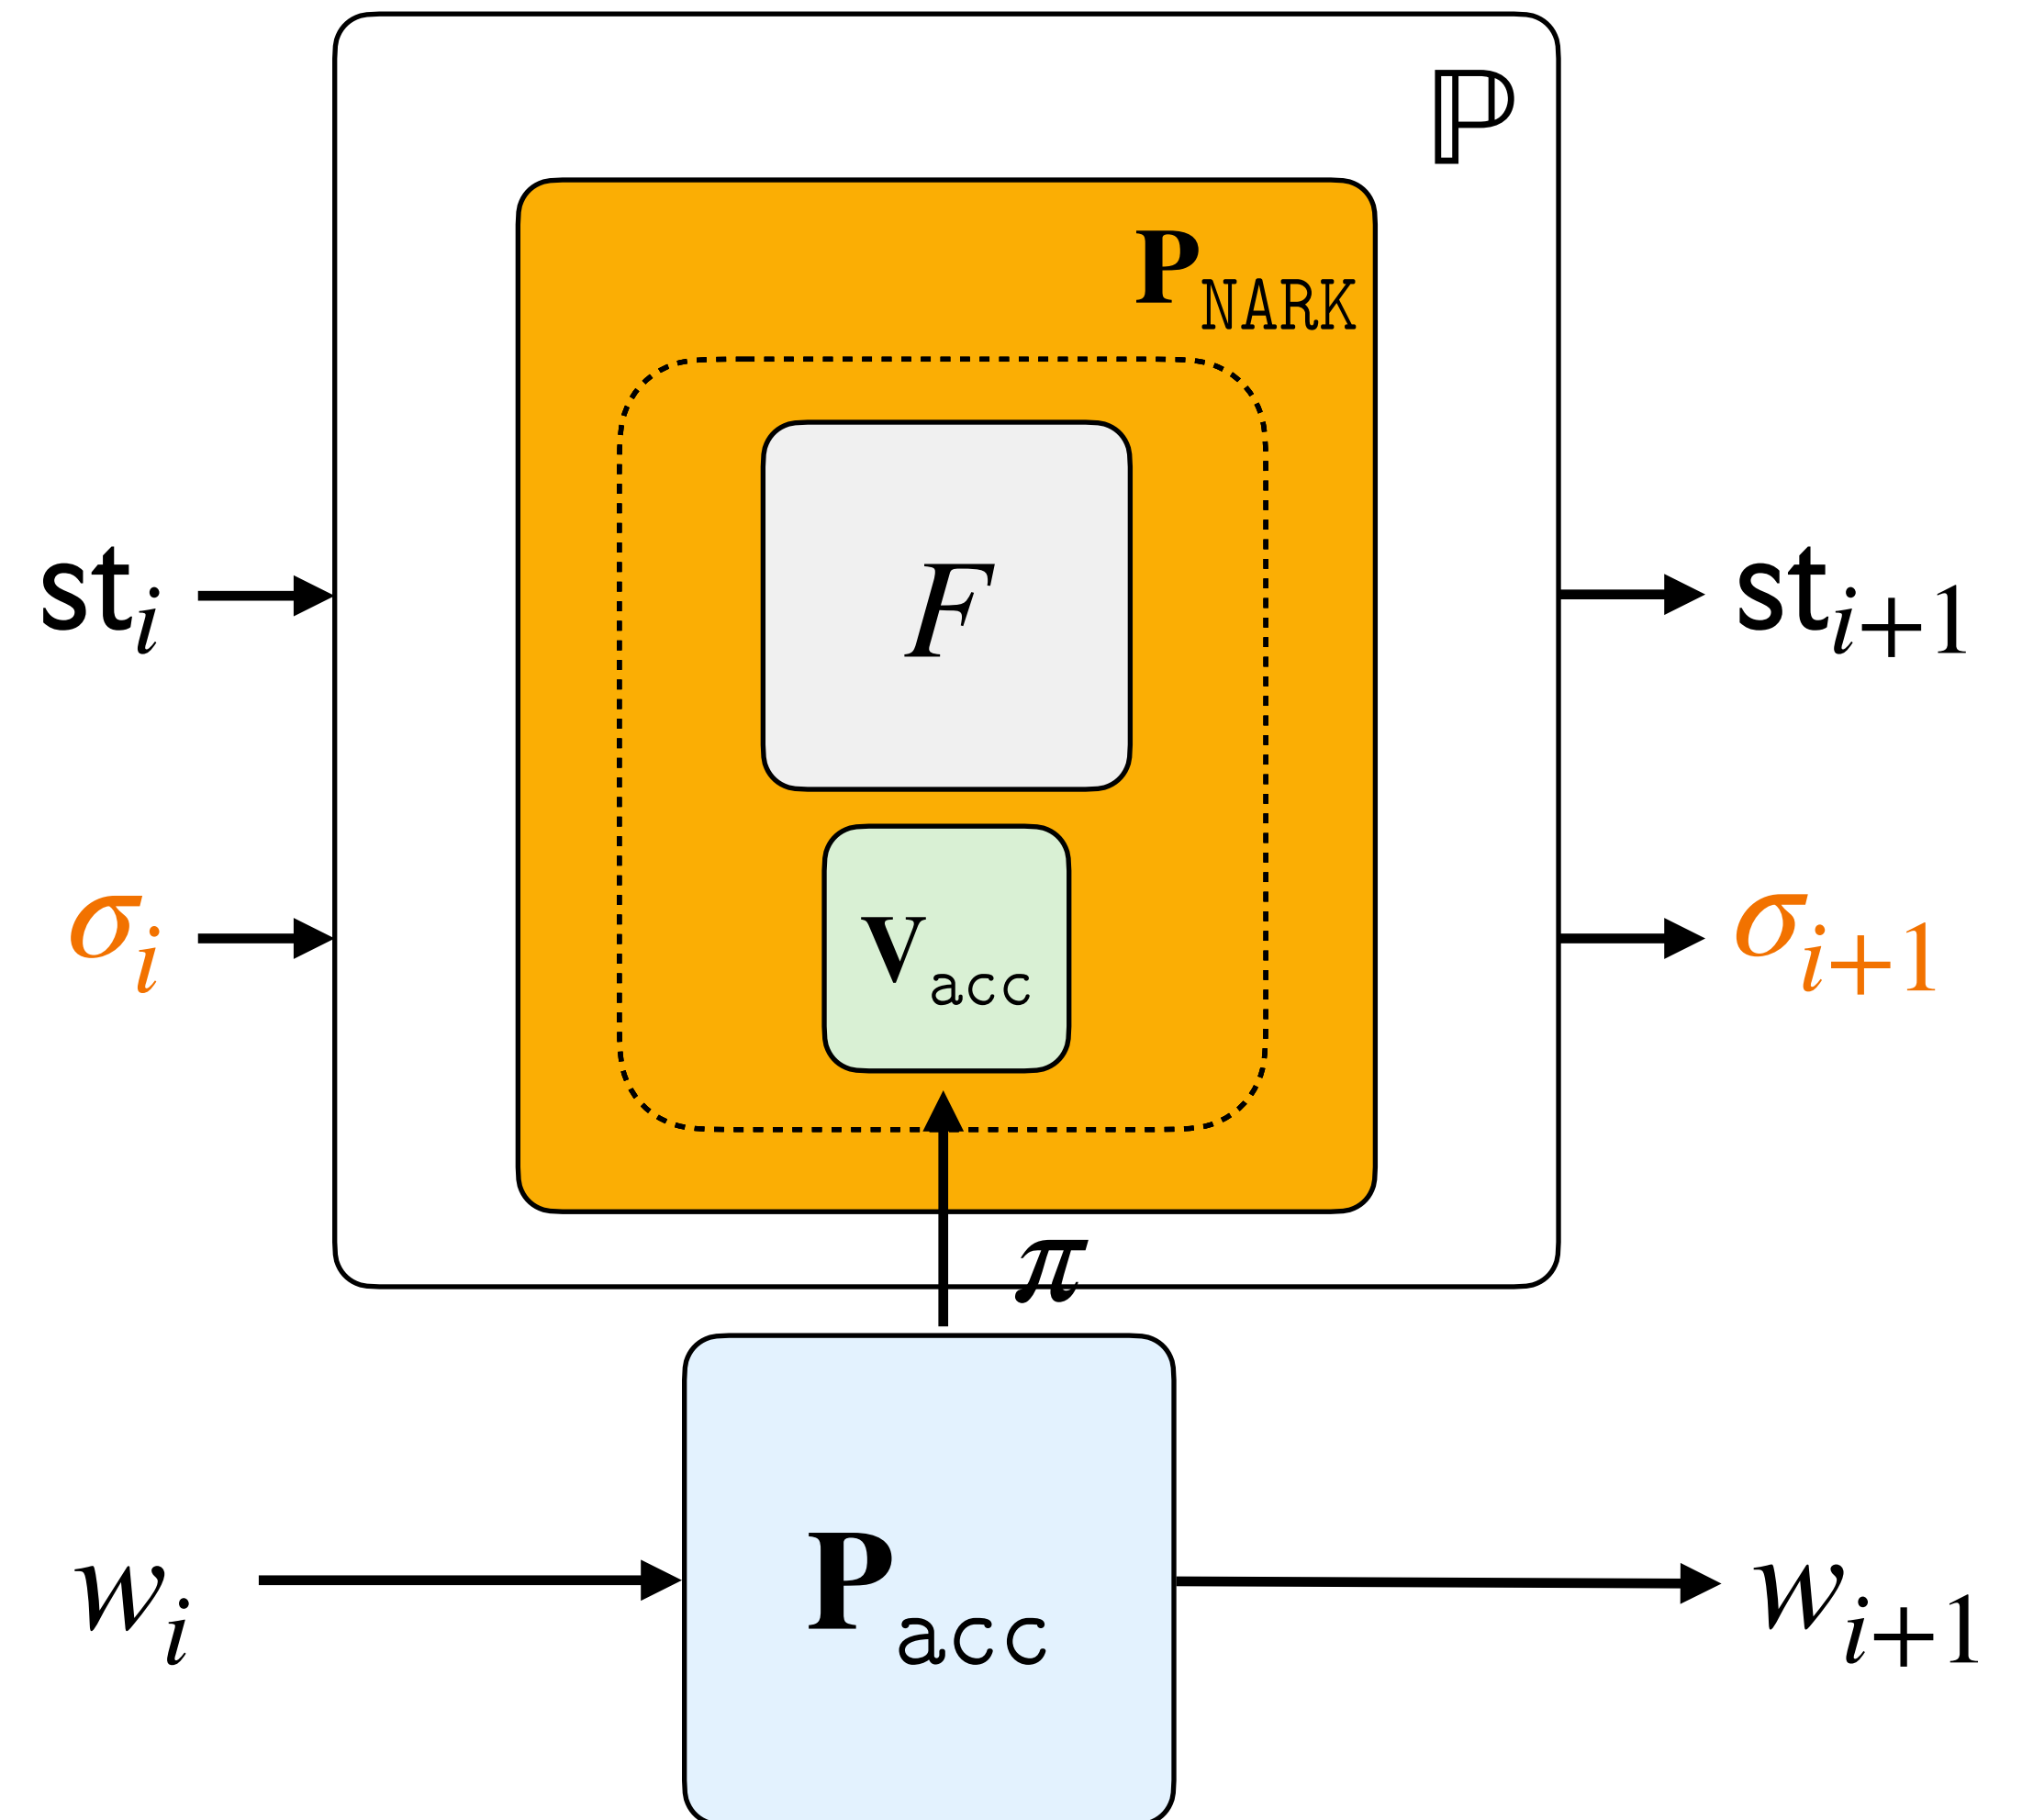 ℙ
P_NARK
F
st_i
st_{i+1}
σ_i
V_acc
σ_{i+1}
π
w_i
P_acc
w_{i+1}